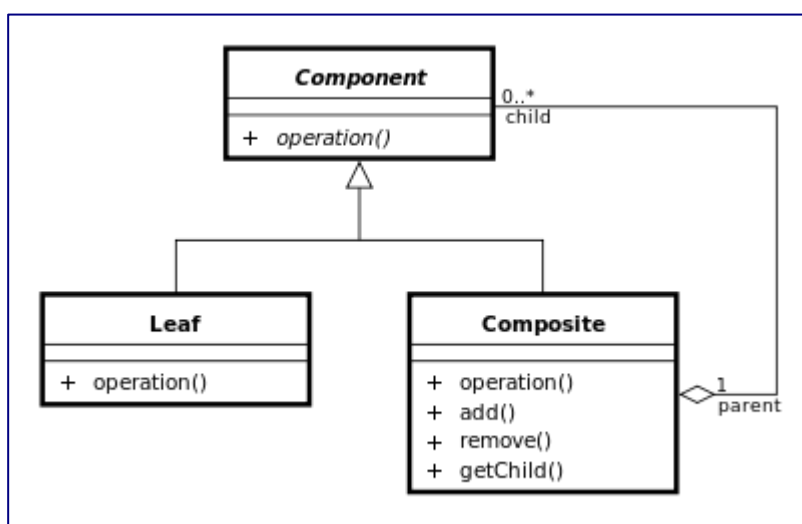 Component
+ operation()
0..*
child
Leaf
+ operation()
Composite
+ operation()
+ add()
+ remove()
+ getChild()
1
parent